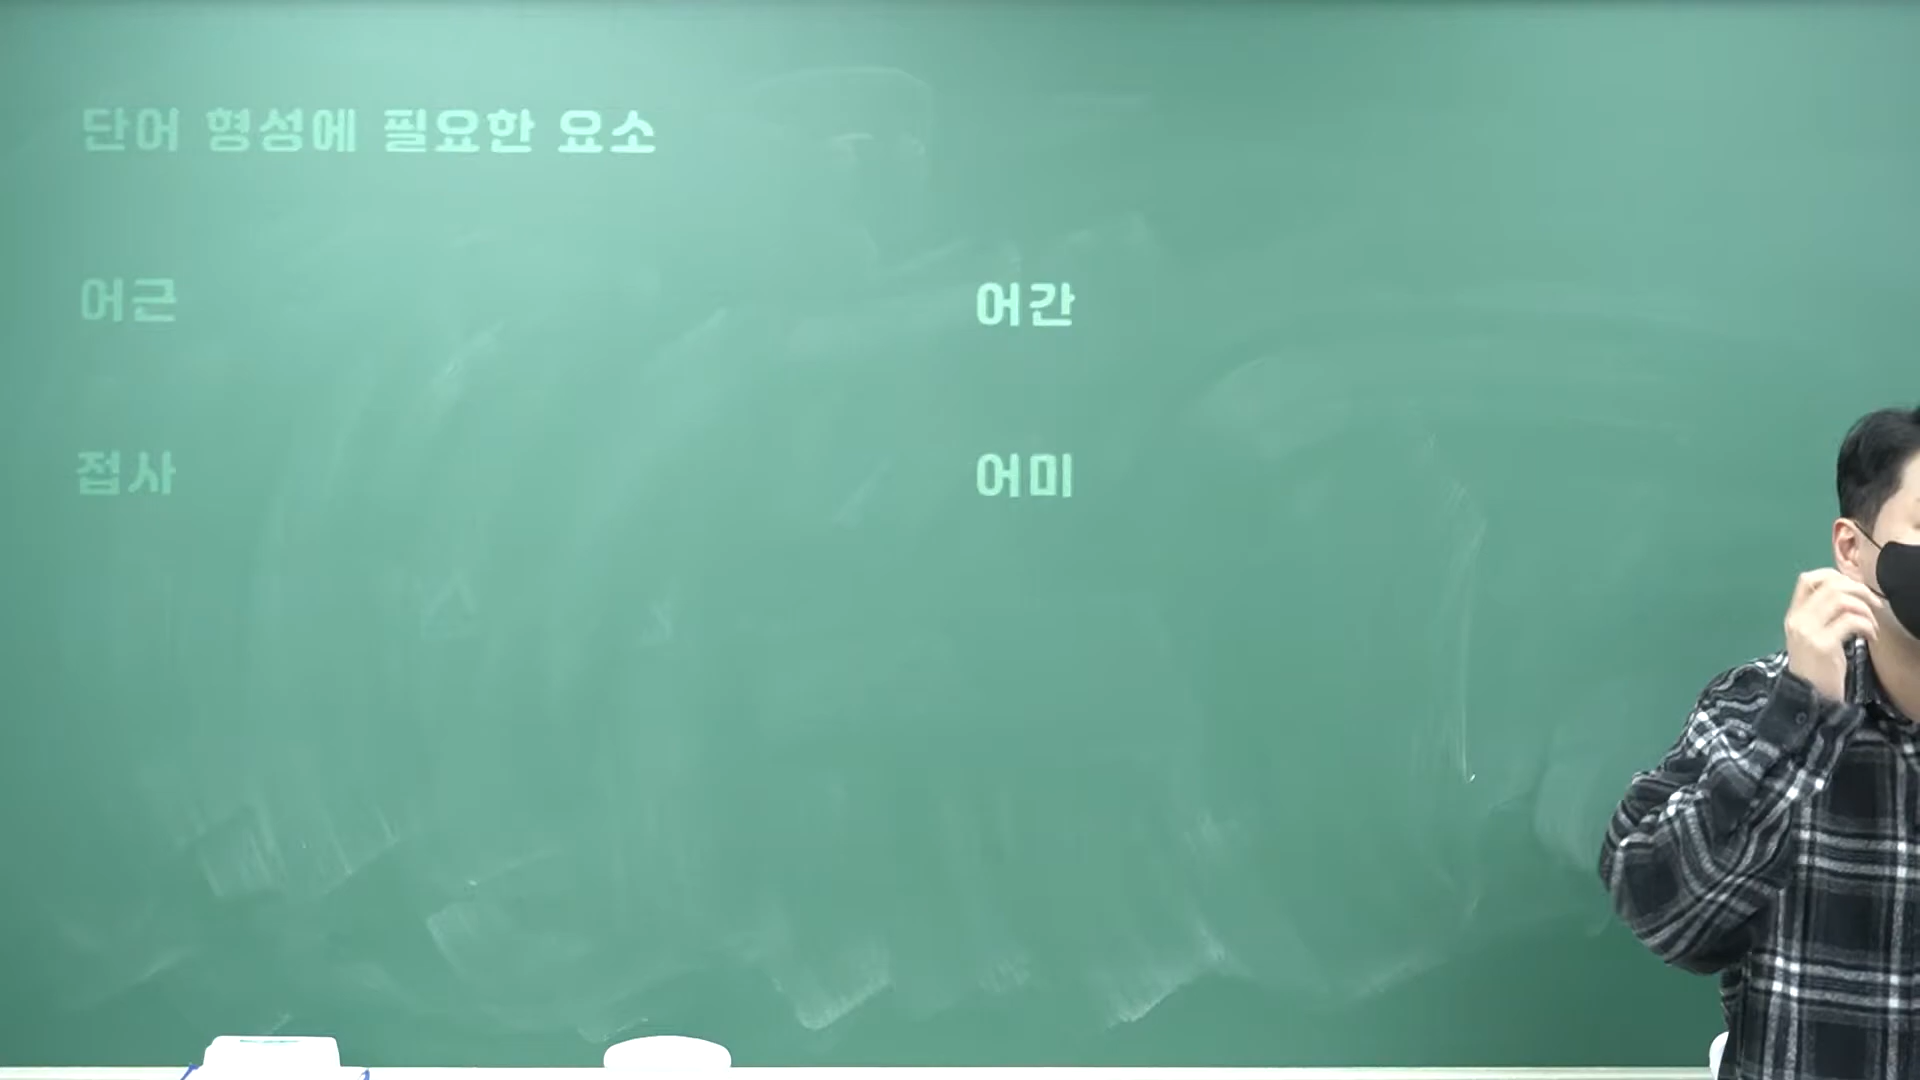 단어 형성에 필요한 요소
어근
어간
접사
어미